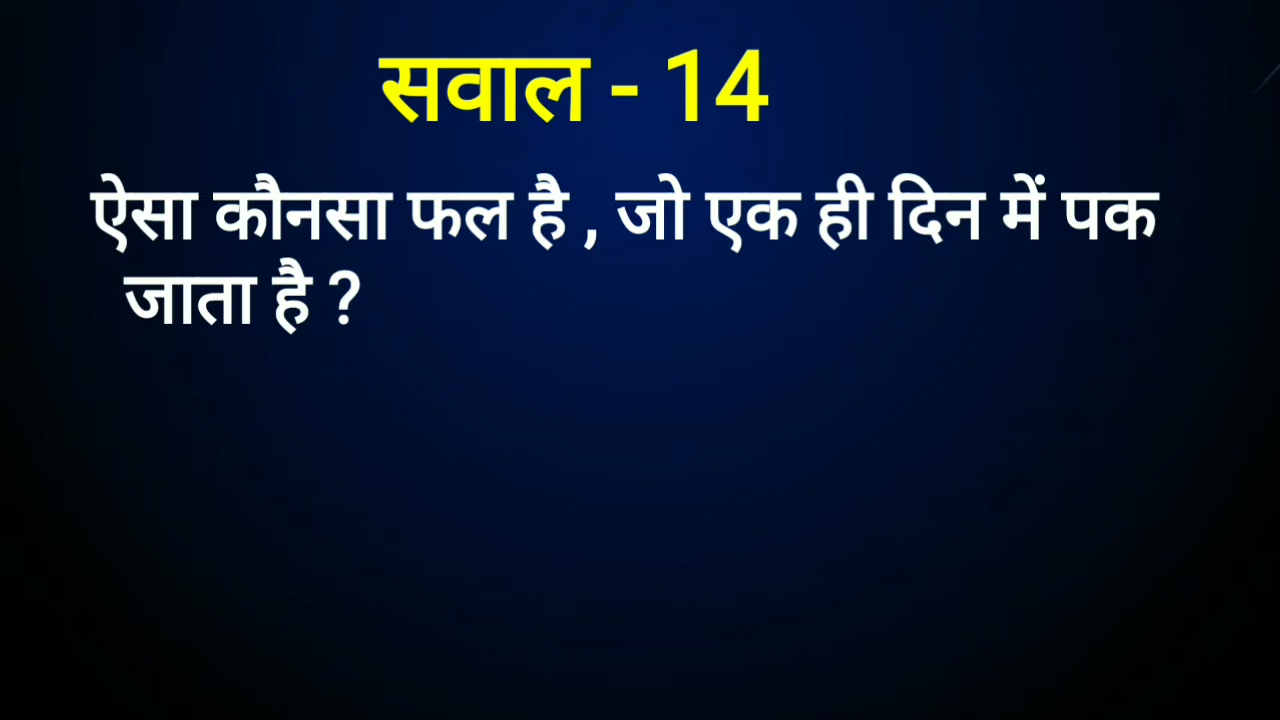 सवाल - 14
ऐसा कौनसा फल है , जो एक ही दिन में पक
जाता है ?